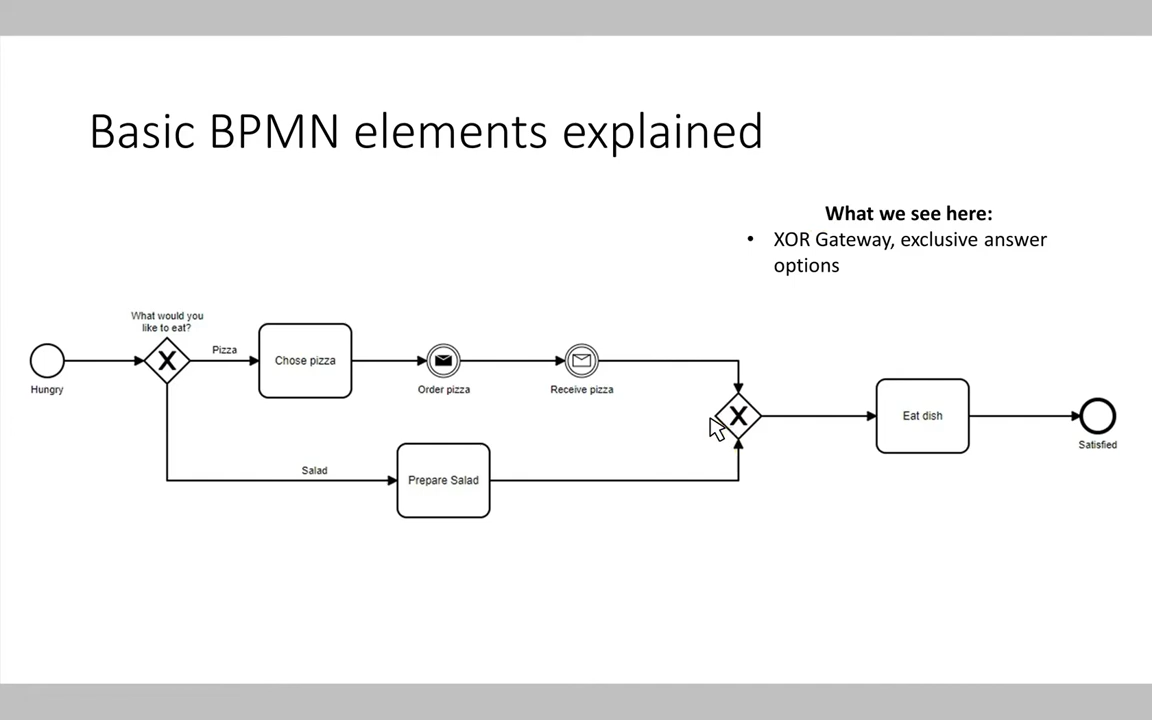 Basic BPMN elements explained
What we see here:
• XOR Gateway, exclusive answer
options
What would you
like to eat?
Hungry
X
Pizza
Chose pizza
Order pizza
Receive pizza
X
Eat dish
Satisfied
Salad
Prepare Salad